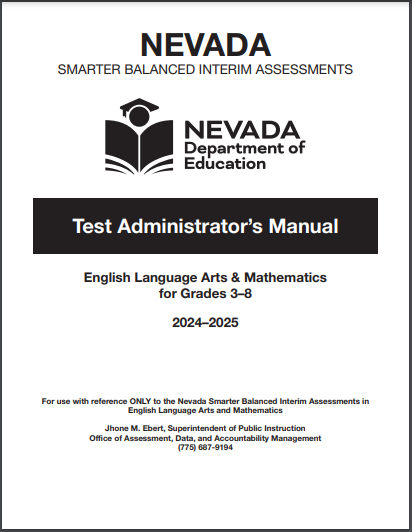 NEVADA
SMARTER BALANCED INTERIM ASSESSMENTS
NEVADA
Department of
Education
Test Administrator's Manual
English Language Arts & Mathematics
for Grades 3–8
2024–2025
For use with reference ONLY to the Nevada Smarter Balanced Interim Assessments in
English Language Arts and Mathematics
Jhone M. Ebert, Superintendent of Public Instruction
Office of Assessment, Data, and Accountability Management
(775) 687-9194